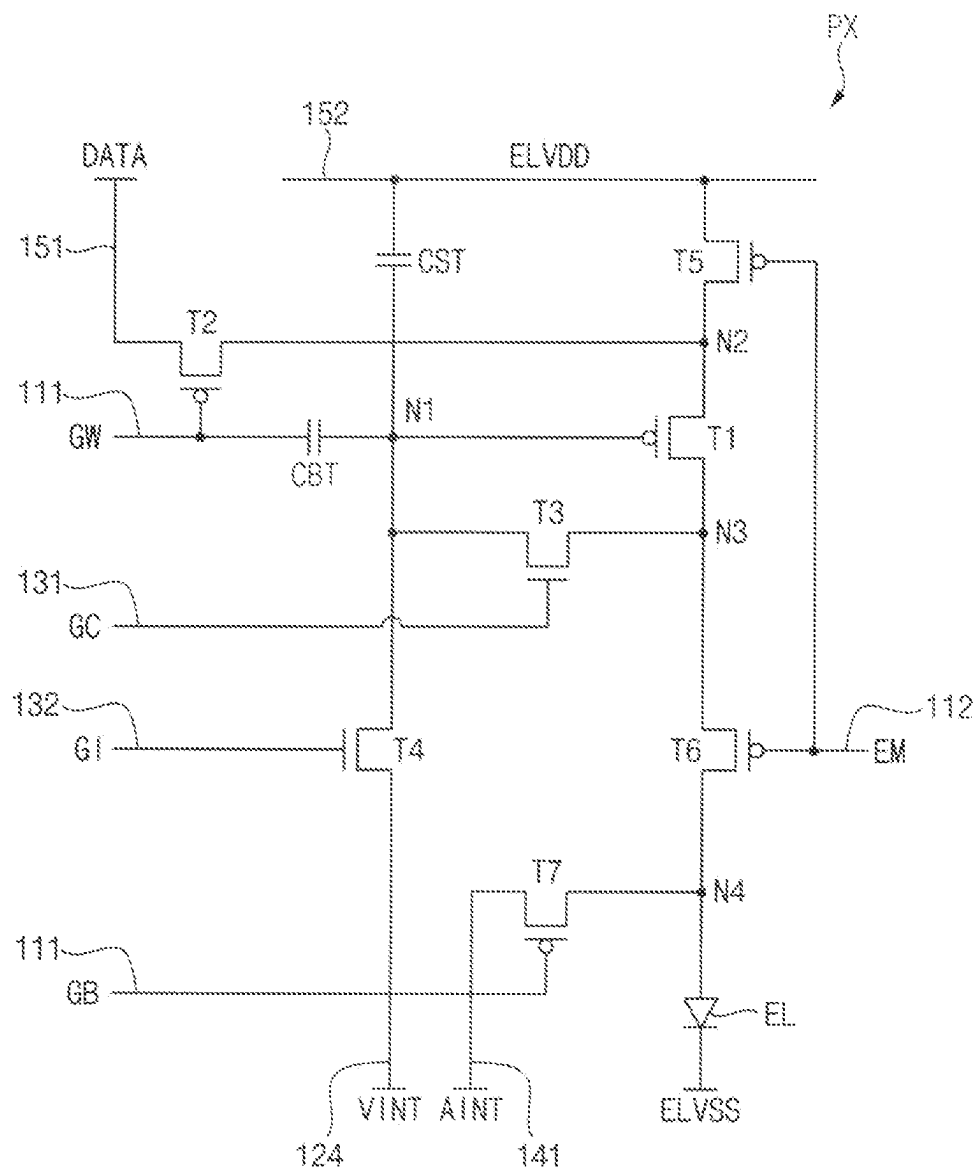 PX
152
DATA
ELVDD
151
CST
T5
T2
N2
111
N1
GW
T1
CBT
T3
N3
131
GC
132
112
GI
T4
T6
EM
T7
N4
111
GB
EL
VINT
AINT
ELVSS
124
141